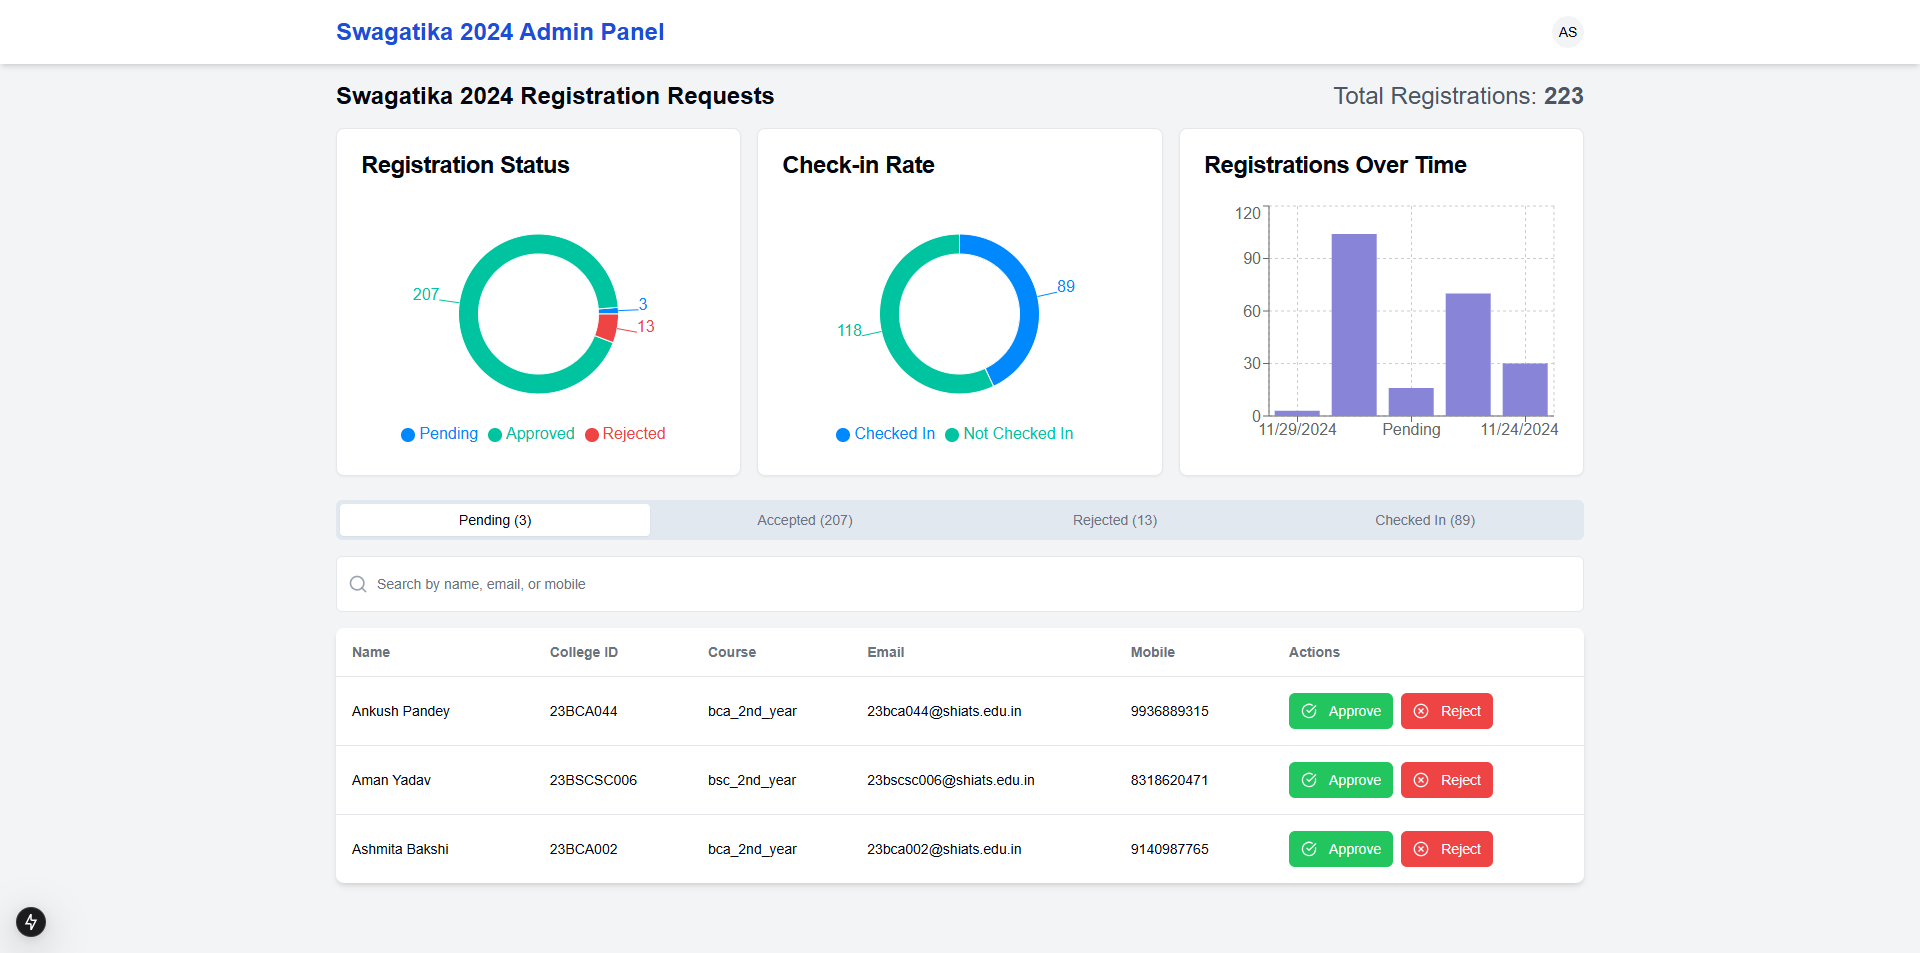 Swagatika 2024 Admin Panel
AS
Swagatika 2024 Registration Requests
Total Registrations: 223
Registration Status
207
3
13
Pending
Approved
Rejected
Check-in Rate
89
118
Checked In
Not Checked In
Registrations Over Time
120
90
60
30
0
11/29/2024
Pending
11/24/2024
Pending (3)
Accepted (207)
Rejected (13)
Checked In (89)
Search by name, email, or mobile
Name College ID Course Email Mobile Actions
Ankush Pandey 23BCA044 bca_2nd_year 23bca044@shiats.edu.in 9936889315 Approve Reject
Aman Yadav 23BSCSC006 bsc_2nd_year 23bscsc006@shiats.edu.in 8318620471 Approve Reject
Ashmita Bakshi 23BCA002 bca_2nd_year 23bca002@shiats.edu.in 9140987765 Approve Reject